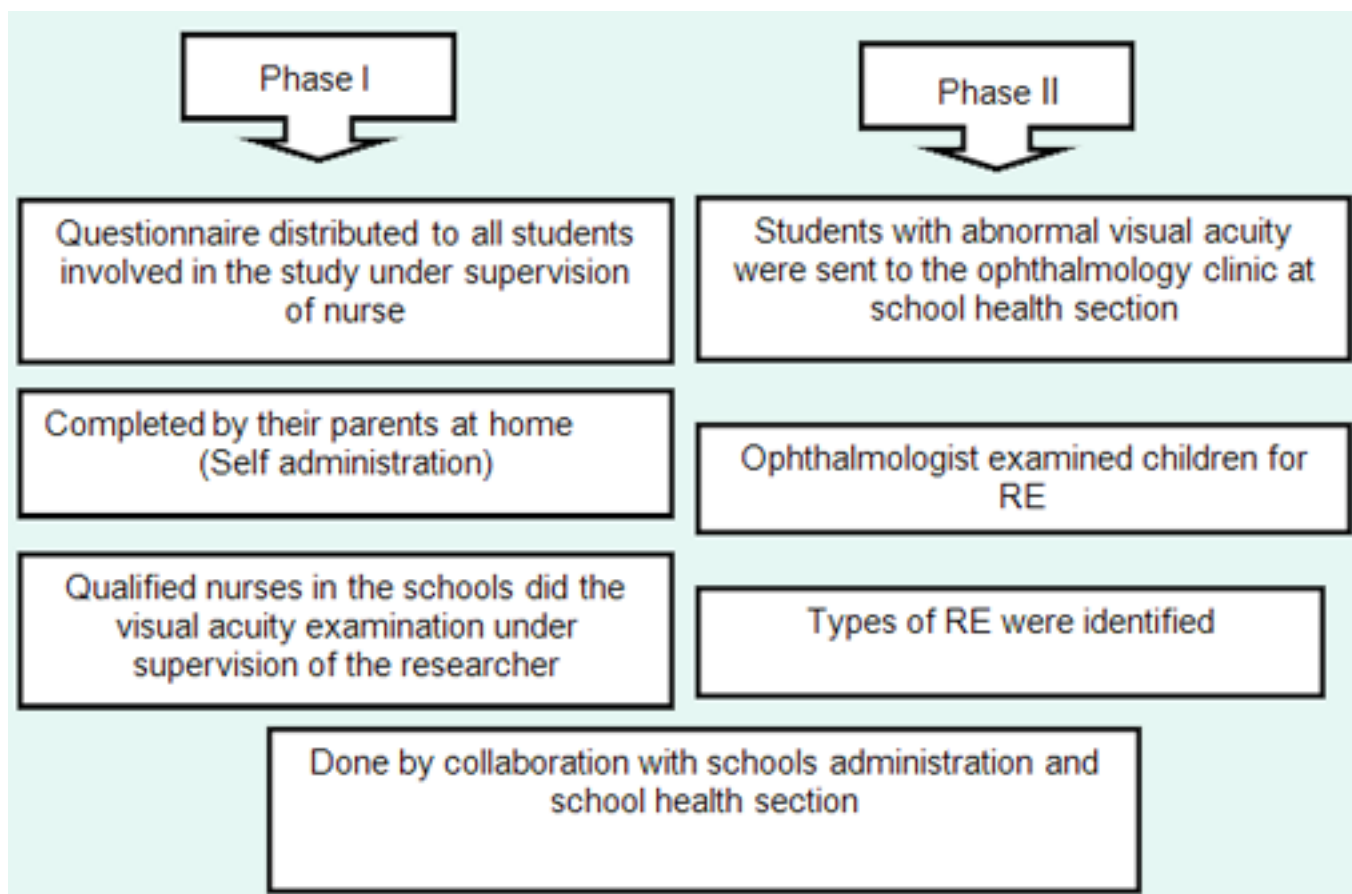 Phase I
Questionnaire distributed to all students
involved in the study under supervision
of nurse
Completed by their parents at home
(Self administration)
Qualified nurses in the schools did the
visual acuity examination under
supervision of the researcher
Phase II
Students with abnormal visual acuity
were sent to the ophthalmology clinic at
school health section
Ophthalmologist examined children for
RE
Types of RE were identified
Done by collaboration with schools administration and
school health section